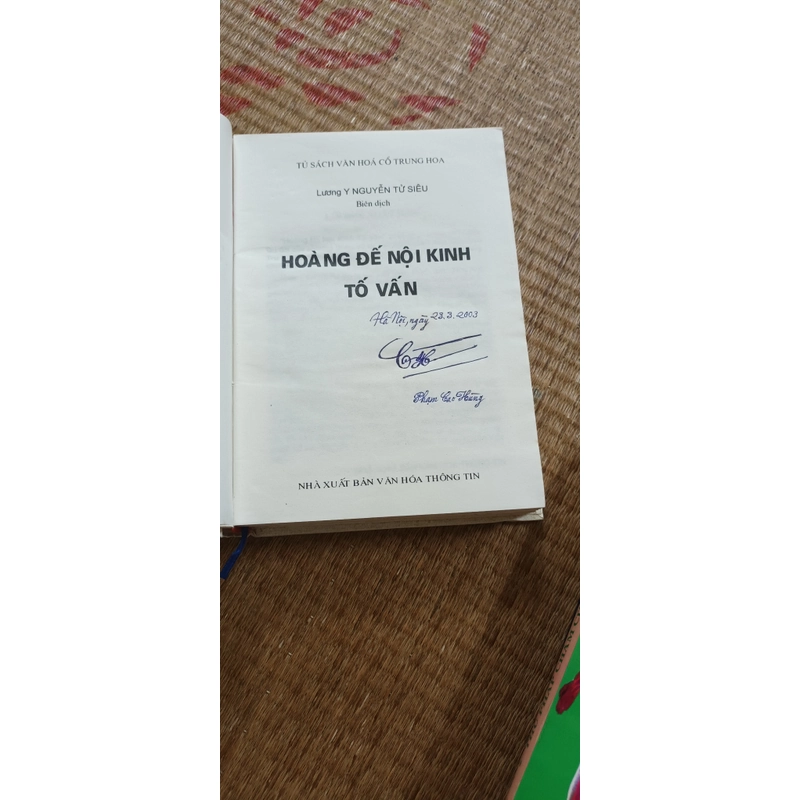 TỦ SÁCH VĂN HOÁ CỔ TRUNG HOA
Lương Y NGUYỄN TỬ SIÊU
Biên dịch
HOÀNG ĐẾ NỘI KINH
TỐ VẤN
Hà Nội, ngày 23.3.2003
Phạm Cao Hùng
NHÀ XUẤT BẢN VĂN HÓA THÔNG TIN